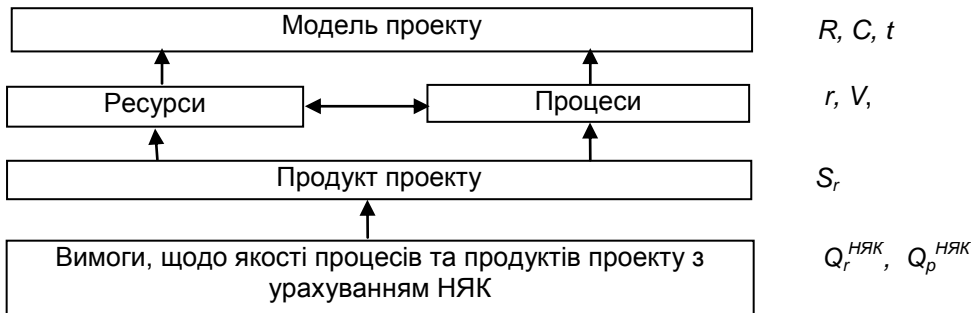 Модель проекту R, C, t
Ресурси Процеси r, V,
Продукт проекту Sr
Вимоги, щодо якості процесів та продуктів проекту з QrНЯК, QpНЯК
урахуванням НЯК